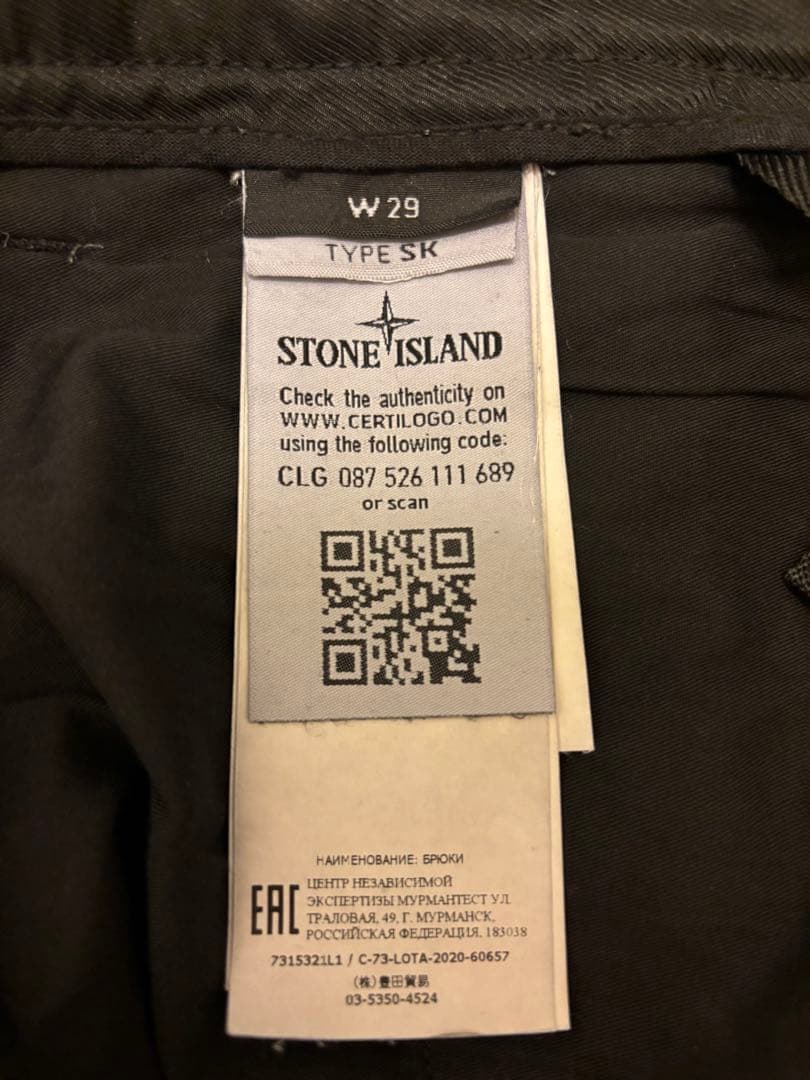 W 29
TYPE SK
STONE ISLAND
Check the authenticity on
WWW.CERTILOGO.COM
using the following code:
CLG 087 526 111 689
or scan
НАИМЕНОВАНИЕ: БРЮКИ
EAC
ЦЕНТР НЕЗАВИСИМОЙ
ЭКСПЕРТИЗЫ МУРМАНТЕСТ УЛ.
ТРАЛОВАЯ, 49, Г. МУРМАНСК,
РОССИЙСКАЯ ФЕДЕРАЦИЯ, 183038
7315321L1 / C-73-LOTA-2020-60657
(株)豊田貿易
03-5350-4524